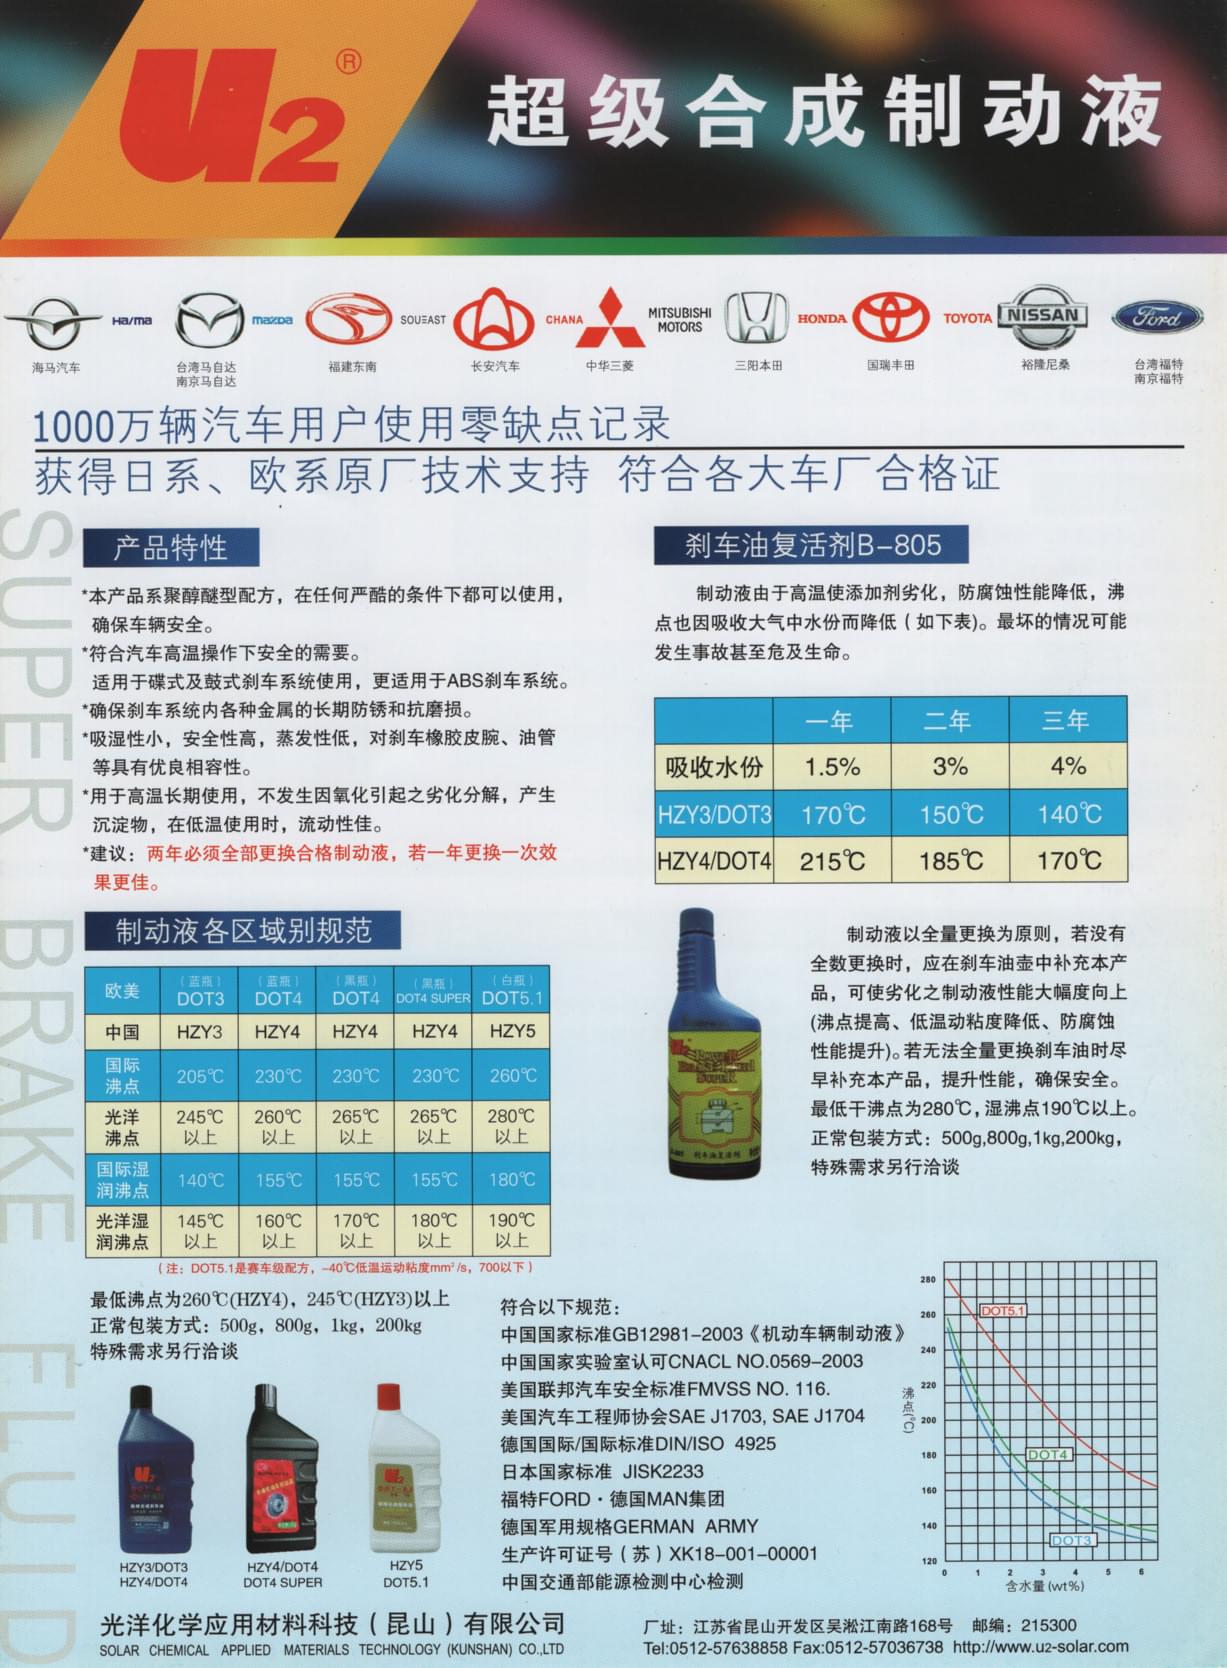 U2®
超级合成制动液
Haima
mazda
SOUEAST
CHANA
MITSUBISHI
MOTORS
HONDA
TOYOTA
NISSAN
Ford
海马汽车
台湾马自达
南京马自达
福建东南
长安汽车
中华三菱
三阳本田
国瑞丰田
裕隆尼桑
台湾福特
南京福特
1000万辆汽车用户使用零缺点记录
获得日系、欧系原厂技术支持 符合各大车厂合格证
SUPER BRAKE FLUID
产品特性
*本产品系聚醇醚型配方，在任何严酷的条件下都可以使用，
确保车辆安全。
*符合汽车高温操作下安全的需要。
适用于碟式及鼓式刹车系统使用，更适用于ABS刹车系统。
*确保刹车系统内各种金属的长期防锈和抗磨损。
*吸湿性小，安全性高，蒸发性低，对刹车橡胶皮腕、油管
等具有优良相容性。
*用于高温长期使用，不发生因氧化引起之劣化分解，产生
沉淀物，在低温使用时，流动性佳。
*建议：两年必须全部更换合格制动液，若一年更换一次效
果更佳。
刹车油复活剂B-805
制动液由于高温使添加剂劣化，防腐蚀性能降低，沸
点也因吸收大气中水份而降低（如下表)。最坏的情况可能
发生事故甚至危及生命。
一年 二年 三年
吸收水份 1.5% 3% 4%
HZY3/DOT3 170℃ 150℃ 140℃
HZY4/DOT4 215℃ 185℃ 170℃
制动液以全量更换为原则，若没有
全数更换时，应在刹车油壶中补充本产
品，可使劣化之制动液性能大幅度向上
(沸点提高、低温动粘度降低、防腐蚀
性能提升)。若无法全量更换刹车油时尽
早补充本产品，提升性能，确保安全。
最低干沸点为280℃，湿沸点190℃以上。
正常包装方式：500g,800g,1kg,200kg，
特殊需求另行洽谈
U2
刹车油复活剂
制动液各区域别规范
欧美 （蓝瓶）DOT3 （蓝瓶）DOT4 （黑瓶）DOT4 （黑瓶）DOT4 SUPER （白瓶）DOT5.1
中国 HZY3 HZY4 HZY4 HZY4 HZY5
国际沸点 205℃ 230℃ 230℃ 230℃ 260℃
光洋沸点 245℃以上 260℃以上 265℃以上 265℃以上 280℃以上
国际湿润沸点 140℃ 155℃ 155℃ 155℃ 180℃
光洋湿润沸点 145℃以上 160℃以上 170℃以上 180℃以上 190℃以上
（注：DOT5.1是赛车级配方，-40℃低温运动粘度mm²/s，700以下）
最低沸点为260℃(HZY4)，245℃(HZY3)以上
正常包装方式：500g，800g，1kg，200kg
特殊需求另行洽谈
HZY3/DOT3
HZY4/DOT4
HZY4/DOT4
DOT4 SUPER
HZY5
DOT5.1
符合以下规范：
中国国家标准GB12981-2003《机动车辆制动液》
中国国家实验室认可CNACL NO.0569-2003
美国联邦汽车安全标准FMVSS NO. 116.
美国汽车工程师协会SAE J1703, SAE J1704
德国国际/国际标准DIN/ISO 4925
日本国家标准 JISK2233
福特FORD·德国MAN集团
德国军用规格GERMAN ARMY
生产许可证号（苏）XK18-001-00001
中国交通部能源检测中心检测
沸点(℃)
280
260
240
220
200
180
160
140
120
DOT5.1
DOT4
DOT3
0 1 2 3 4 5 6
含水量(wt%)
光洋化学应用材料科技（昆山）有限公司
SOLAR CHEMICAL APPLIED MATERIALS TECHNOLOGY (KUNSHAN) CO.,LTD
厂址：江苏省昆山开发区吴淞江南路168号 邮编：215300
Tel:0512-57638858 Fax:0512-57036738 http://www.u2-solar.com